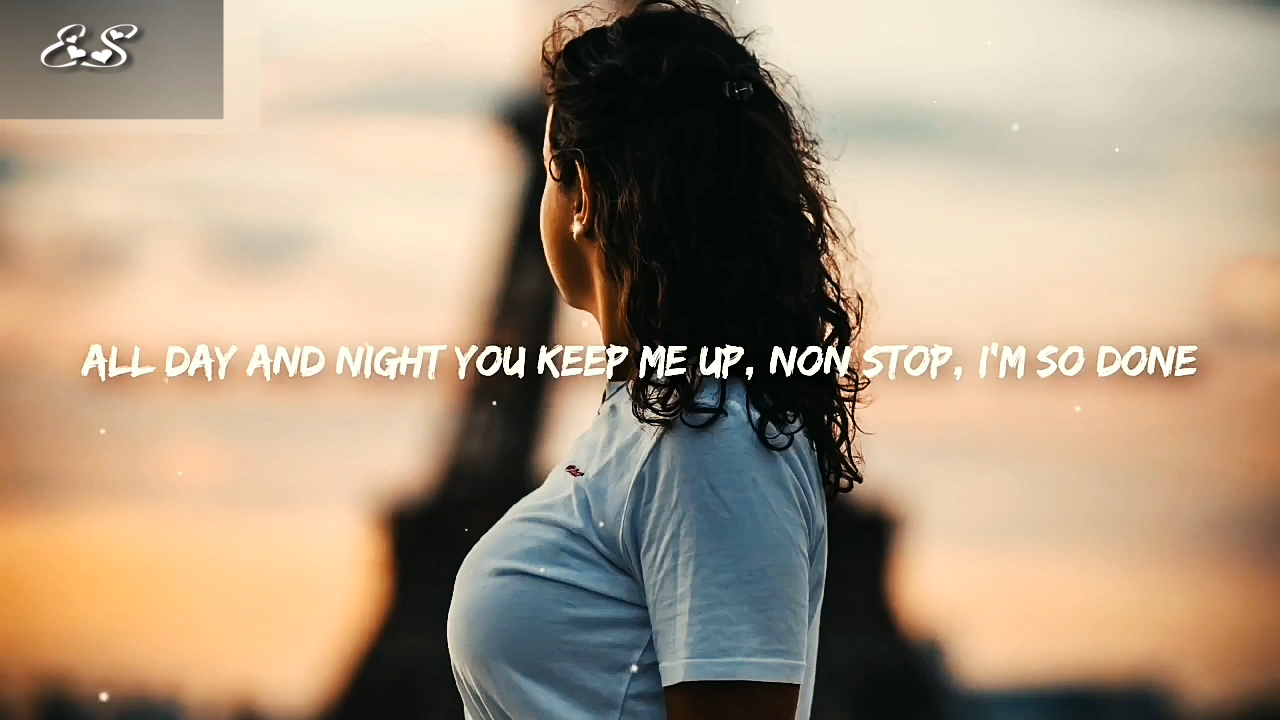 ES
ALL DAY AND NIGHT YOU KEEP ME UP, NON STOP, I'M SO DONE